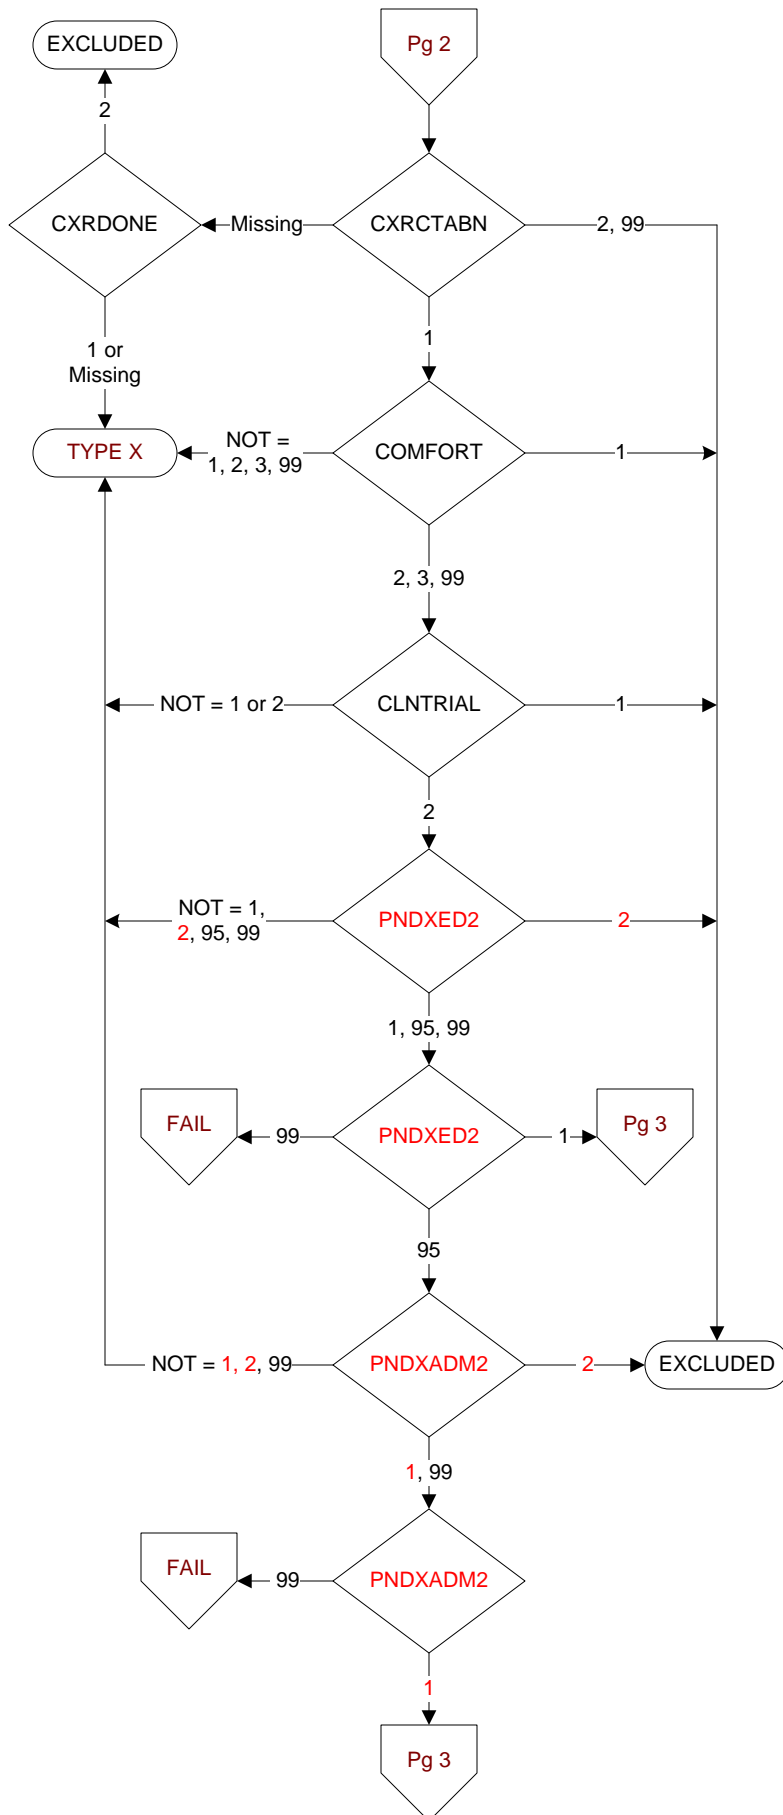 EXCLUDED
Pg 2
2
CXRDONE
Missing
CXRCTABN
2, 99
1 or
Missing
1
TYPE X
NOT =
1, 2, 3, 99
COMFORT
1
2, 3, 99
NOT = 1 or 2
CLNTRIAL
1
2
NOT = 1,
2, 95, 99
PNDXED2
2
1, 95, 99
FAIL
99
PNDXED2
1
Pg 3
95
NOT = 1, 2, 99
PNDXADM2
2
EXCLUDED
1, 99
FAIL
99
PNDXADM2
1
Pg 3